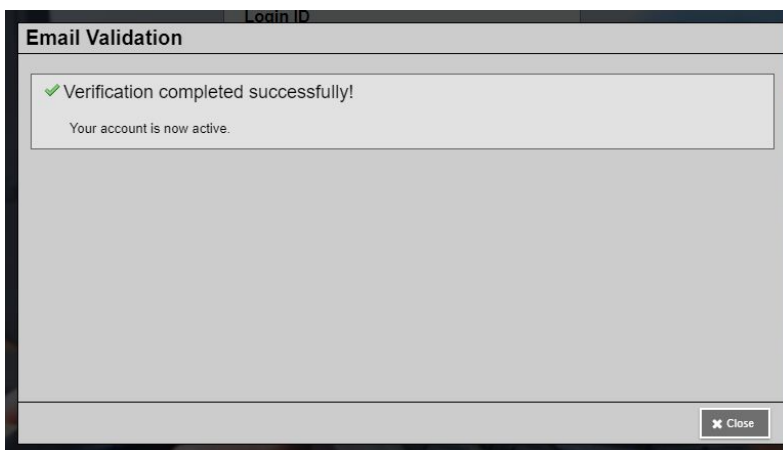 Login ID
Email Validation
Verification completed successfully!
Your account is now active.
Close